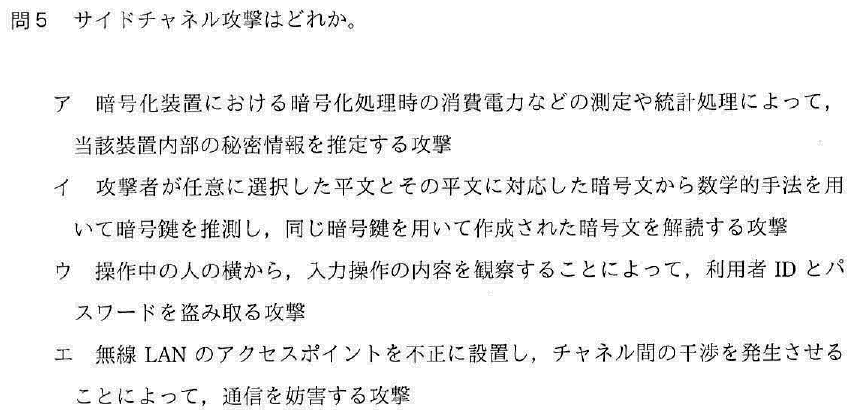 問5　サイドチャネル攻撃はどれか。
ア　暗号化装置における暗号化処理時の消費電力などの測定や統計処理によって，
当該装置内部の秘密情報を推定する攻撃
イ　攻撃者が任意に選択した平文とその平文に対応した暗号文から数学的手法を用
いて暗号鍵を推測し，同じ暗号鍵を用いて作成された暗号文を解読する攻撃
ウ　操作中の人の横から，入力操作の内容を観察することによって，利用者 ID とパ
スワードを盗み取る攻撃
エ　無線 LAN のアクセスポイントを不正に設置し，チャネル間の干渉を発生させる
ことによって，通信を妨害する攻撃